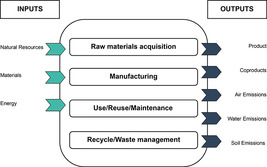 INPUTS
OUTPUTS
Natural Resources
Raw materials acquisition
Product
Materials
Manufacturing
Coproducts
Air Emissions
Energy
Use/Reuse/Maintenance
Water Emissions
Recycle/Waste management
Soil Emissions